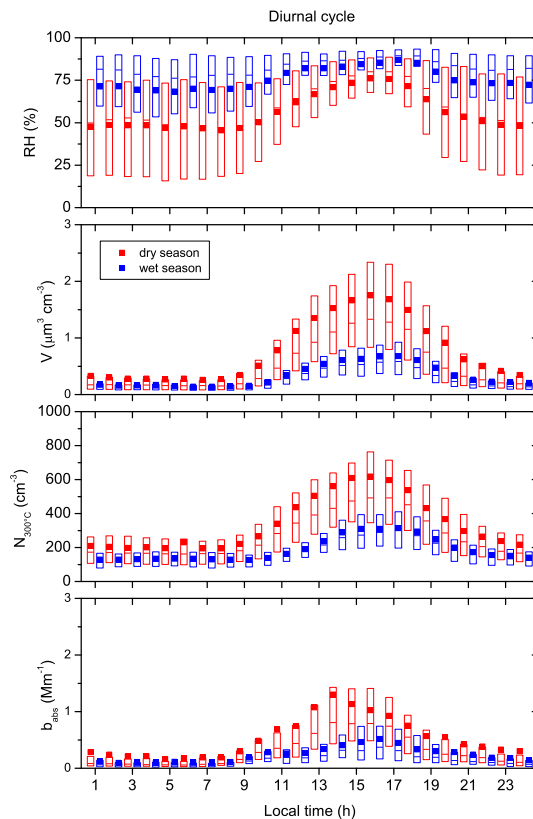 Diurnal cycle
100
75
50
25
0
RH (%)
3
2
1
0
V (μm³ cm⁻³)
dry season
wet season
1000
800
600
400
200
0
N₃₀₀°C (cm⁻³)
3
2
1
0
b_abs (Mm⁻¹)
1 3 5 7 9 11 13 15 17 19 21 23
Local time (h)